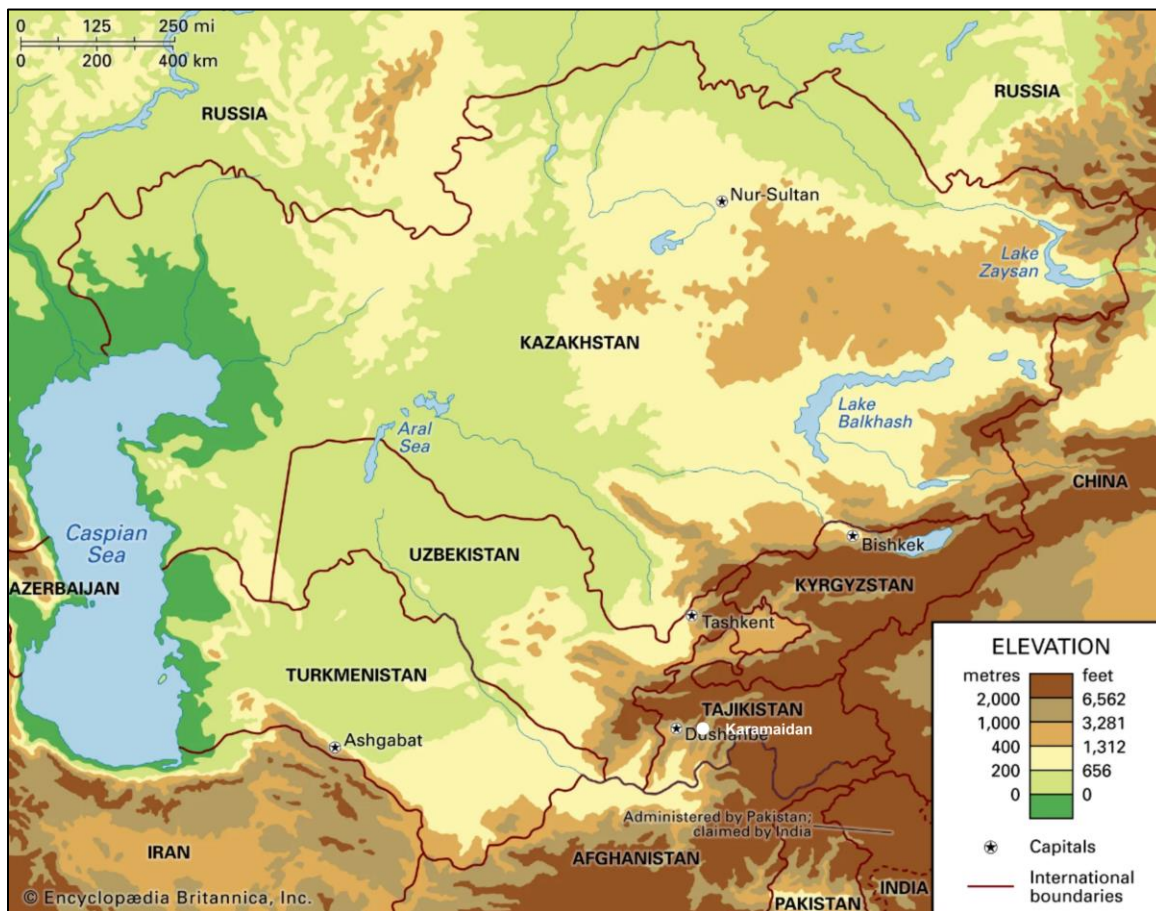 0 125 250 mi
0 200 400 km
RUSSIA
RUSSIA
Nur-Sultan
Lake
Zaysan
KAZAKHSTAN
Lake
Balkhash
Aral
Sea
CHINA
Caspian
Sea
UZBEKISTAN
Bishkek
AZERBAIJAN
KYRGYZSTAN
Tashkent
TURKMENISTAN
TAJIKISTAN
Dushanbe
Karamaidan
Ashgabat
Administered by Pakistan;
claimed by India
IRAN
AFGHANISTAN
INDIA
PAKISTAN
© Encyclopædia Britannica, Inc.
ELEVATION
metres feet
2,000 6,562
1,000 3,281
400 1,312
200 656
0 0
Capitals
International
boundaries